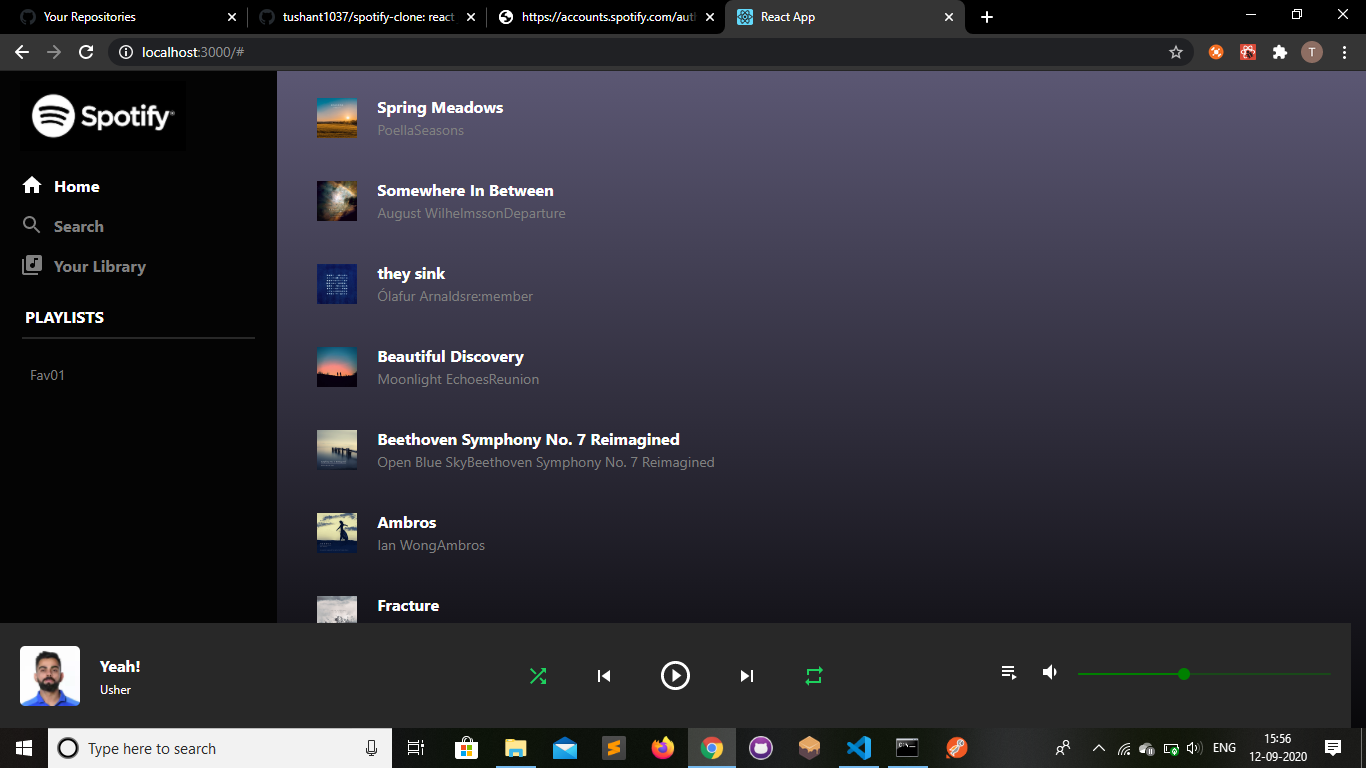 Your Repositories
tushant1037/spotify-clone: react
https://accounts.spotify.com/aut
React App
localhost:3000/#
T
Spotify
Home
Search
Your Library
PLAYLISTS
Fav01
Spring Meadows
PoellaSeasons
Somewhere In Between
August WilhelmssonDeparture
they sink
Ólafur Arnaldsre:member
Beautiful Discovery
Moonlight EchoesReunion
Beethoven Symphony No. 7 Reimagined
Open Blue SkyBeethoven Symphony No. 7 Reimagined
Ambros
Ian WongAmbros
Fracture
Yeah!
Usher
Type here to search
ENG
15:56
12-09-2020